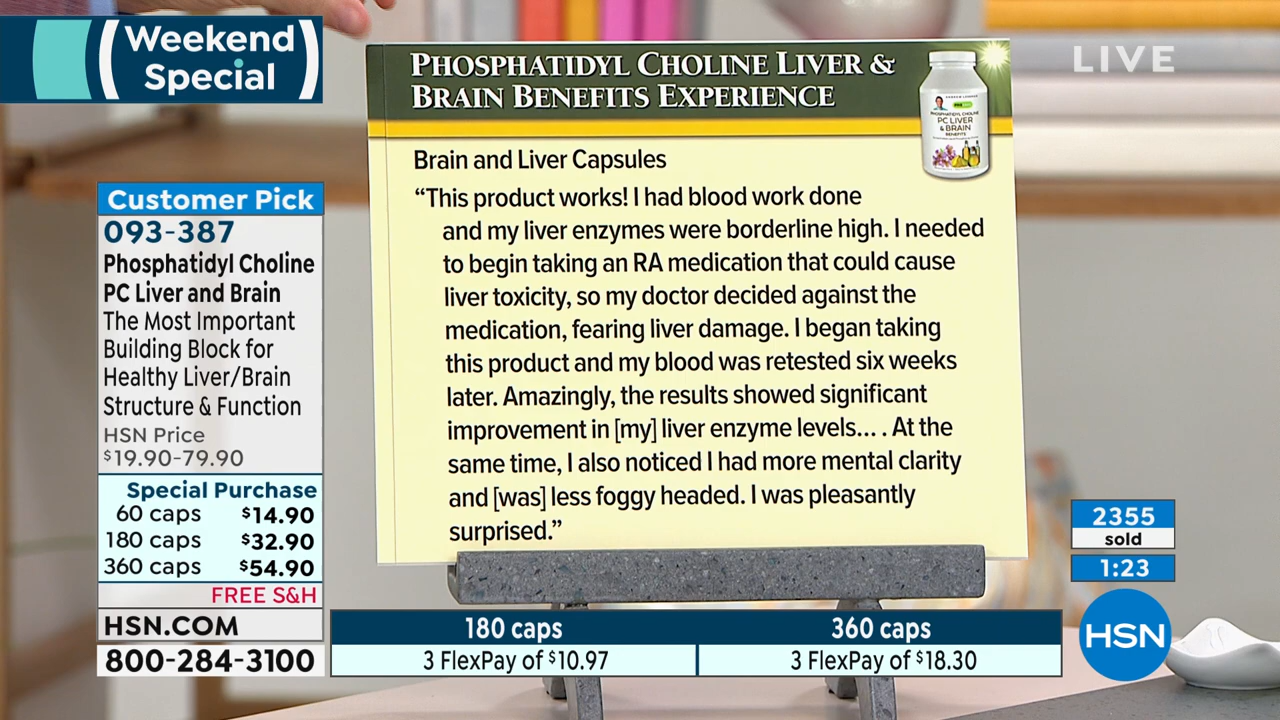 (Weekend
Special)
LIVE
PHOSPHATIDYL CHOLINE LIVER &
BRAIN BENEFITS EXPERIENCE
PHOSPHATIDYL CHOLINE
PC LIVER
& BRAIN
BENEFITS
Brain and Liver Capsules
“This product works! I had blood work done
and my liver enzymes were borderline high. I needed
to begin taking an RA medication that could cause
liver toxicity, so my doctor decided against the
medication, fearing liver damage. I began taking
this product and my blood was retested six weeks
later. Amazingly, the results showed significant
improvement in [my] liver enzyme levels... . At the
same time, I also noticed I had more mental clarity
and [was] less foggy headed. I was pleasantly
surprised.”
Customer Pick
093-387
Phosphatidyl Choline
PC Liver and Brain
The Most Important
Building Block for
Healthy Liver/Brain
Structure & Function
HSN Price
$19.90-79.90
Special Purchase
60 caps $14.90
180 caps $32.90
360 caps $54.90
FREE S&H
HSN.COM
800-284-3100
180 caps 360 caps
3 FlexPay of $10.97 3 FlexPay of $18.30
2355
sold
1:23
HSN